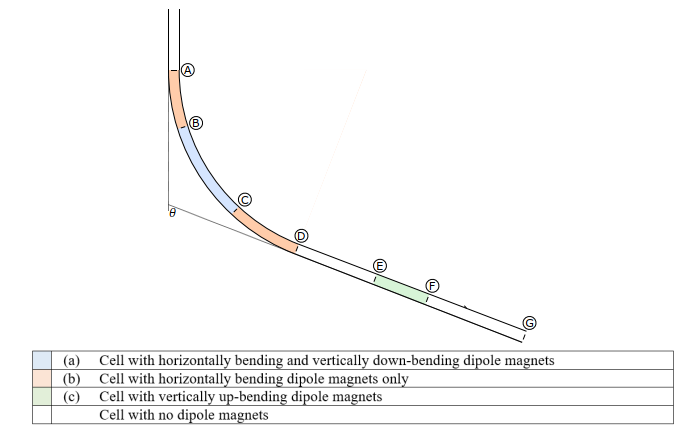 Ⓐ
Ⓑ
Ⓒ
θ
Ⓓ
Ⓔ
Ⓕ
Ⓖ
(a) Cell with horizontally bending and vertically down-bending dipole magnets
(b) Cell with horizontally bending dipole magnets only
(c) Cell with vertically up-bending dipole magnets
Cell with no dipole magnets